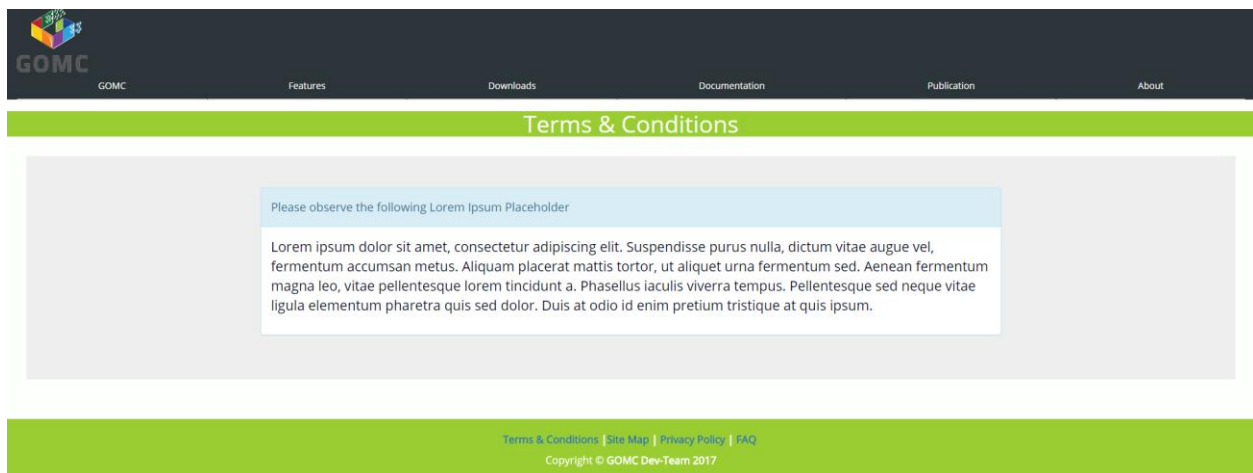 GOMC
GOMC Features Downloads Documentation Publication About
Terms & Conditions
Please observe the following Lorem Ipsum Placeholder
Lorem ipsum dolor sit amet, consectetur adipiscing elit. Suspendisse purus nulla, dictum vitae augue vel,
fermentum accumsan metus. Aliquam placerat mattis tortor, ut aliquet urna fermentum sed. Aenean fermentum
magna leo, vitae pellentesque lorem tincidunt a. Phasellus iaculis viverra tempus. Pellentesque sed neque vitae
ligula elementum pharetra quis sed dolor. Duis at odio id enim pretium tristique at quis ipsum.
Terms & Conditions |Site Map | Privacy Policy | FAQ
Copyright © GOMC Dev-Team 2017